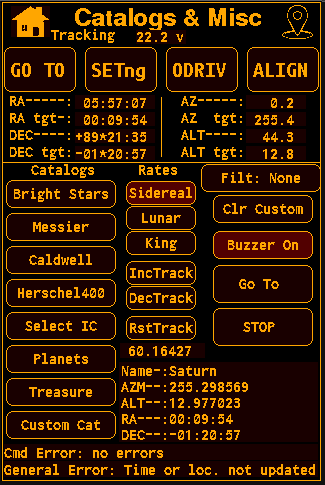 Catalogs & Misc
Tracking 22.2 v
GO TO SETng ODRIV ALIGN
RA-----: 05:57:07 AZ-----: 0.2
RA tgt-: 00:09:54 AZ tgt: 255.4
DEC----:+89*21:35 ALT----: 44.3
DEC tgt:-01*20:57 ALT tgt: 12.8
Catalogs Rates Filt: None
Bright Stars Sidereal Clr Custom
Messier Lunar
Caldwell King Buzzer On
Herschel400 IncTrack Go To
Select IC DecTrack STOP
Planets RstTrack
60.16427
Treasure Name-:Saturn
AZM--:255.298569
ALT--:12.977023
Custom Cat RA---:00:09:54
DEC--:-01:20:57
Cmd Error: no errors
General Error: Time or loc. not updated